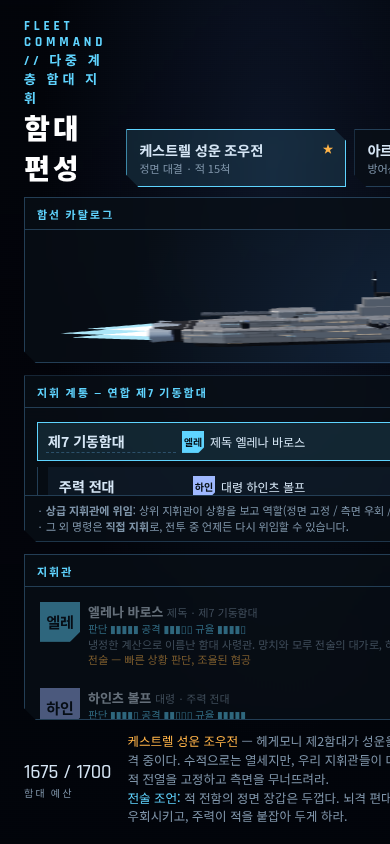 FLEET
COMMAND
// 다중 계
층 함대 지
휘
함대
편성
케스트렐 성운 조우전 ★
정면 대결 · 적 15척
아르
방어
함선 카탈로그
지휘 계통 — 연합 제7 기동함대
제7 기동함대 엘레 제독 엘레나 바로스
주력 전대 하인 대령 하인츠 볼프
· 상급 지휘관에 위임: 상위 지휘관이 상황을 보고 역할(정면 고정 / 측면 우회 /
· 그 외 명령은 직접 지휘로, 전투 중 언제든 다시 위임할 수 있습니다.
지휘관
엘레 엘레나 바로스 제독 · 제7 기동함대
판단 ▮▮▮▮▮ 공격 ▮▮▮▯▯ 규율 ▮▮▮▮▯
냉정한 계산으로 이름난 함대 사령관. 망치와 모루 전술의 대가로,
전술 — 빠른 상황 판단, 조율된 협공
하인 하인츠 볼프 대령 · 주력 전대
판단 ▮▮▮▯▯ 공격 ▮▮▯▯▯ 규율 ▮▮▮▮▮
1675 / 1700
함대 예산
케스트렐 성운 조우전 — 헤게모니 제2함대가 성운을
격 중이다. 수적으로는 열세지만, 우리 지휘관들이 더
적 전열을 고정하고 측면을 무너뜨려라.
전술 조언: 적 전함의 정면 장갑은 두껍다. 뇌격 편대
우회시키고, 주력이 적을 붙잡아 두게 하라.